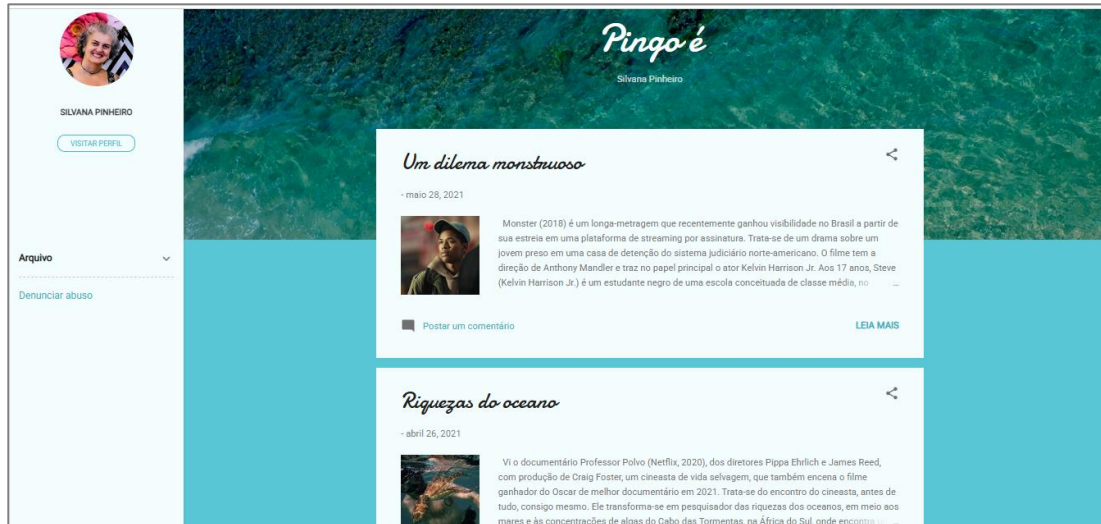 Pingo é
Silvana Pinheiro
SILVANA PINHEIRO
VISITAR PERFIL
Arquivo
Denunciar abuso
Um dilema monstruoso
- maio 28, 2021
Monster (2018) é um longa-metragem que recentemente ganhou visibilidade no Brasil a partir de
sua estreia em uma plataforma de streaming por assinatura. Trata-se de um drama sobre um
jovem preso em uma casa de detenção do sistema judiciário norte-americano. O filme tem a
direção de Anthony Mandler e traz no papel principal o ator Kelvin Harrison Jr. Aos 17 anos, Steve
(Kelvin Harrison Jr.) é um estudante negro de uma escola conceituada de classe média, no ...
Postar um comentário
LEIA MAIS
Riquezas do oceano
- abril 26, 2021
Vi o documentário Professor Polvo (Netflix, 2020), dos diretores Pippa Ehrlich e James Reed,
com produção de Craig Foster, um cineasta de vida selvagem, que também encena o filme
ganhador do Oscar de melhor documentário em 2021. Trata-se do encontro do cineasta, antes de
tudo, consigo mesmo. Ele transforma-se em pesquisador das riquezas dos oceanos, em meio aos
mares e às concentrações de algas do Cabo das Tormentas, na África do Sul, onde encontra